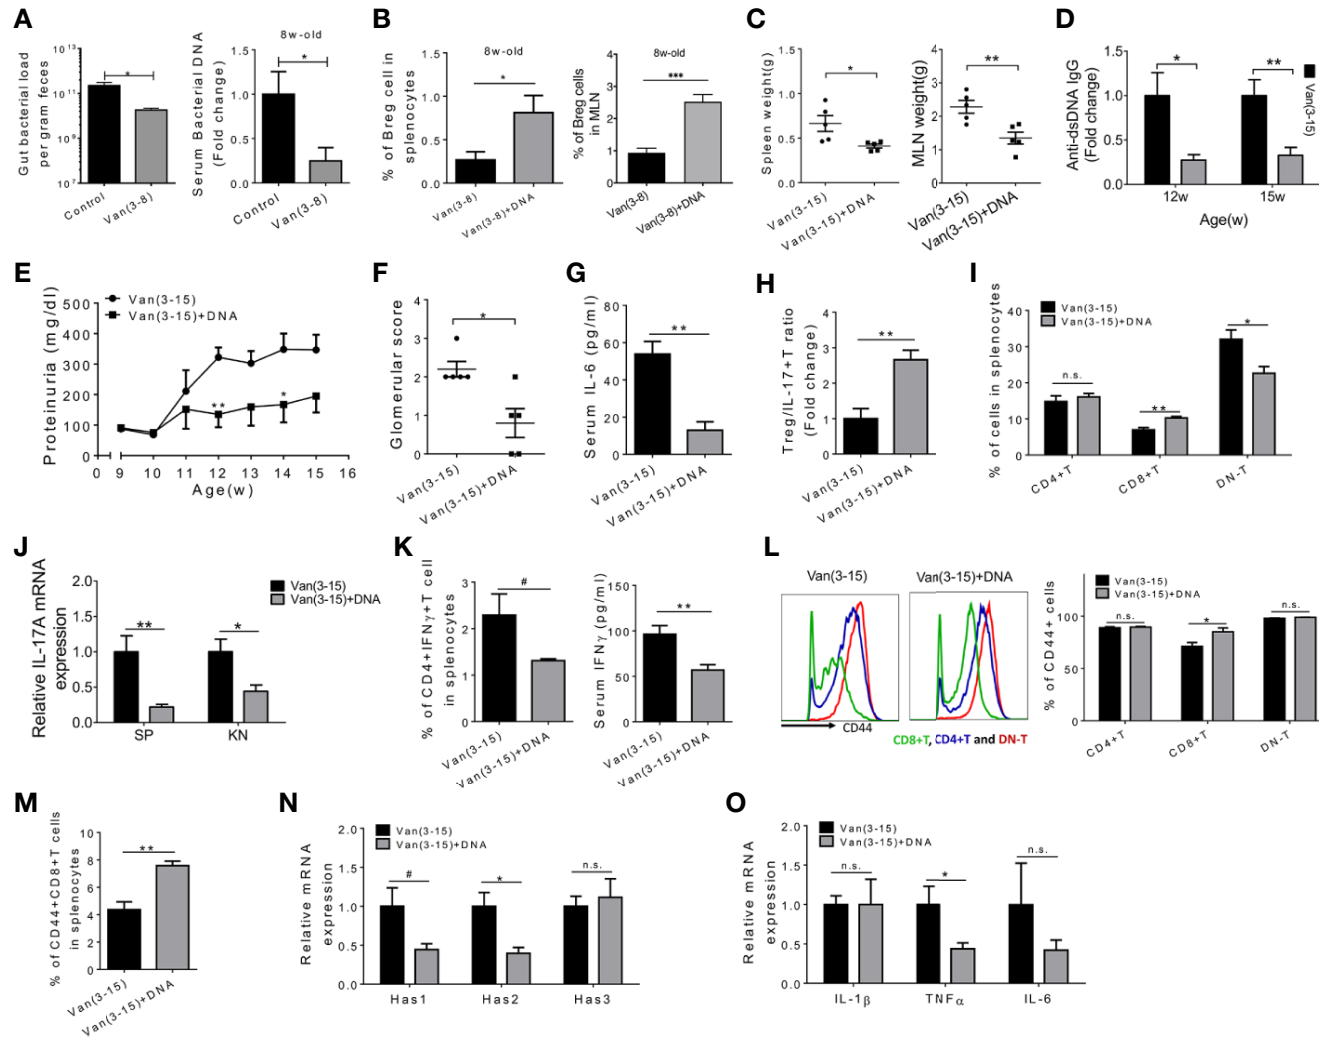 A
Gut bacterial load
per gram feces
10^13
10^11
10^9
10^7
*
Control
Van(3-8)
Serum Bacterial DNA
(Fold change)
8w-old
1.5
1.0
0.5
0.0
*
Control
Van(3-8)
B
% of Breg cell in
splenocytes
8w-old
1.5
1.0
0.5
0.0
*
Van(3-8)
Van(3-8)+DNA
% of Breg cells
in MLN
8w-old
4
3
2
1
0
***
Van(3-8)
Van(3-8)+DNA
C
Spleen weight(g)
1.5
1.0
0.5
0.0
*
Van(3-15)
Van(3-15)+DNA
MLN weight(g)
4
3
2
1
0
**
Van(3-15)
Van(3-15)+DNA
D
Anti-dsDNA IgG
(Fold change)
1.5
1.0
0.5
0.0
*
**
12w
15w
Age(w)
Van(3-15)
E
Proteinuria (mg/dl)
500
400
300
200
100
0
Van(3-15)
Van(3-15)+DNA
**
*
0 9 10 11 12 13 14 15 16
Age(w)
F
Glomerular score
4
3
2
1
0
*
Van(3-15)
Van(3-15)+DNA
G
Serum IL-6 (pg/ml)
80
60
40
20
0
**
Van(3-15)
Van(3-15)+DNA
H
Treg/IL-17+T ratio
(Fold change)
4
3
2
1
0
**
Van(3-15)
Van(3-15)+DNA
I
% of cells in splenocytes
40
30
20
10
0
Van(3-15)
Van(3-15)+DNA
n.s.
**
*
CD4+T
CD8+T
DN-T
J
Relative IL-17A mRNA
expression
2.0
1.5
1.0
0.5
0.0
Van(3-15)
Van(3-15)+DNA
**
*
SP
KN
K
% of CD4+IFNγ+T cell
in splenocytes
3
2
1
0
#
Van(3-15)
Van(3-15)+DNA
Serum IFNγ (pg/ml)
150
100
50
0
**
Van(3-15)
Van(3-15)+DNA
L
Van(3-15)
Van(3-15)+DNA
CD44
CD8+T, CD4+T and DN-T
% of CD44+ cells
100
50
0
Van(3-15)
Van(3-15)+DNA
n.s.
*
n.s.
CD4+T
CD8+T
DN-T
M
% of CD44+CD8+T cells
in splenocytes
10
8
6
4
2
0
**
Van(3-15)
Van(3-15)+DNA
N
Relative mRNA
expression
2.0
1.5
1.0
0.5
0.0
Van(3-15)
Van(3-15)+DNA
#
*
n.s.
Has1
Has2
Has3
O
Relative mRNA
expression
2.0
1.5
1.0
0.5
0.0
Van(3-15)
Van(3-15)+DNA
n.s.
*
n.s.
IL-1β
TNFα
IL-6